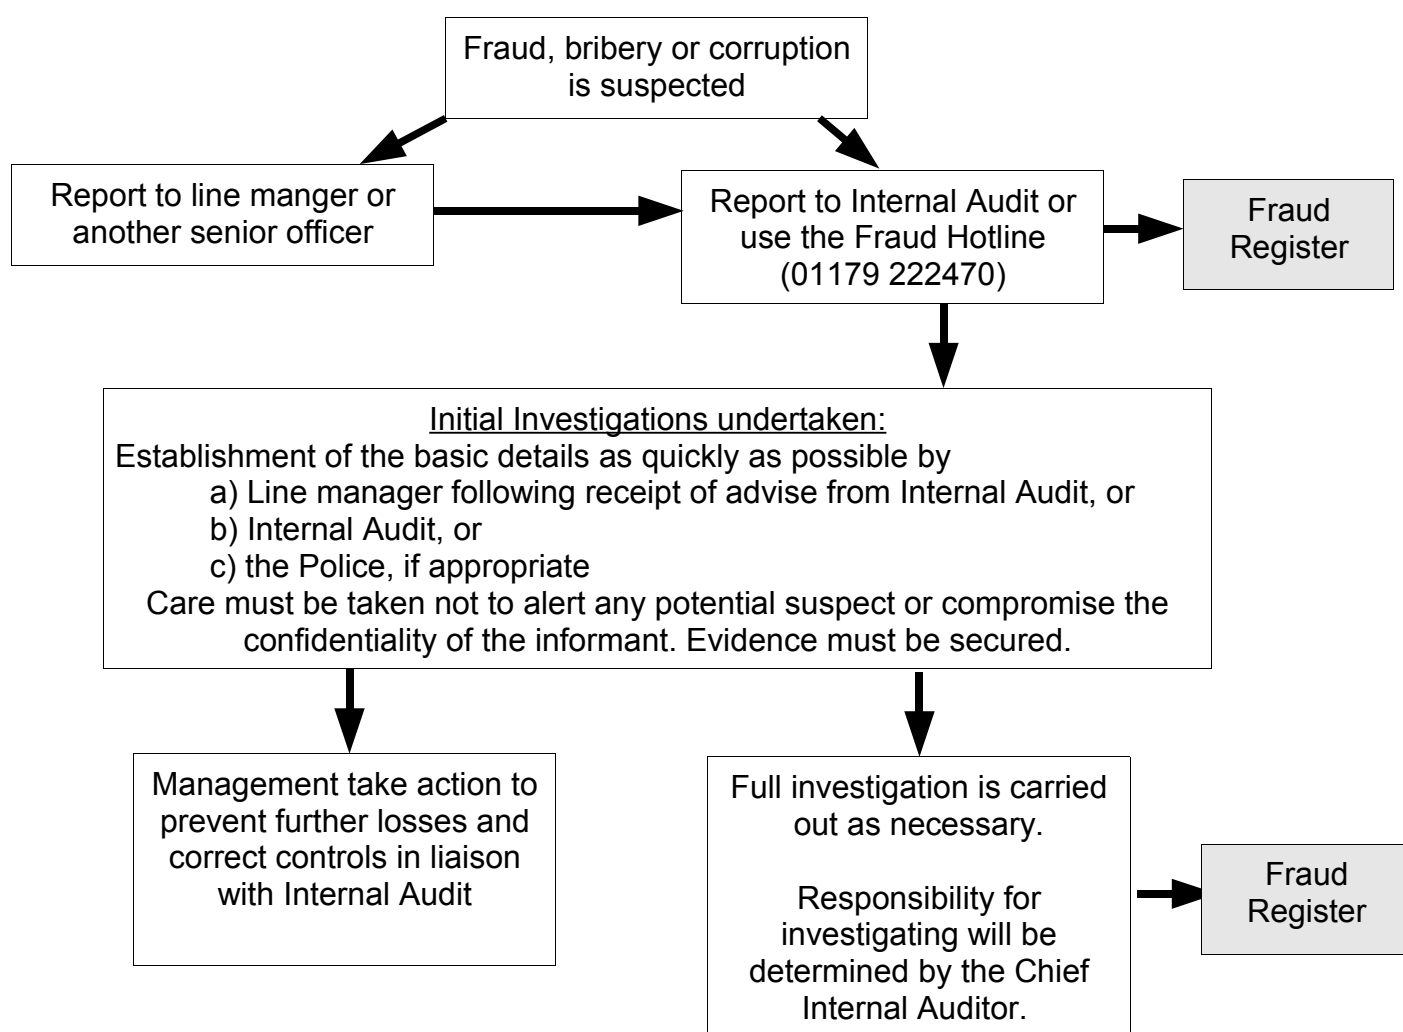 Fraud, bribery or corruption
is suspected
Report to line manger or
another senior officer
Report to Internal Audit or
use the Fraud Hotline
(01179 222470)
Fraud
Register
Initial Investigations undertaken:
Establishment of the basic details as quickly as possible by
a) Line manager following receipt of advise from Internal Audit, or
b) Internal Audit, or
c) the Police, if appropriate
Care must be taken not to alert any potential suspect or compromise the
confidentiality of the informant. Evidence must be secured.
Management take action to
prevent further losses and
correct controls in liaison
with Internal Audit
Full investigation is carried
out as necessary.
Responsibility for
investigating will be
determined by the Chief
Internal Auditor.
Fraud
Register